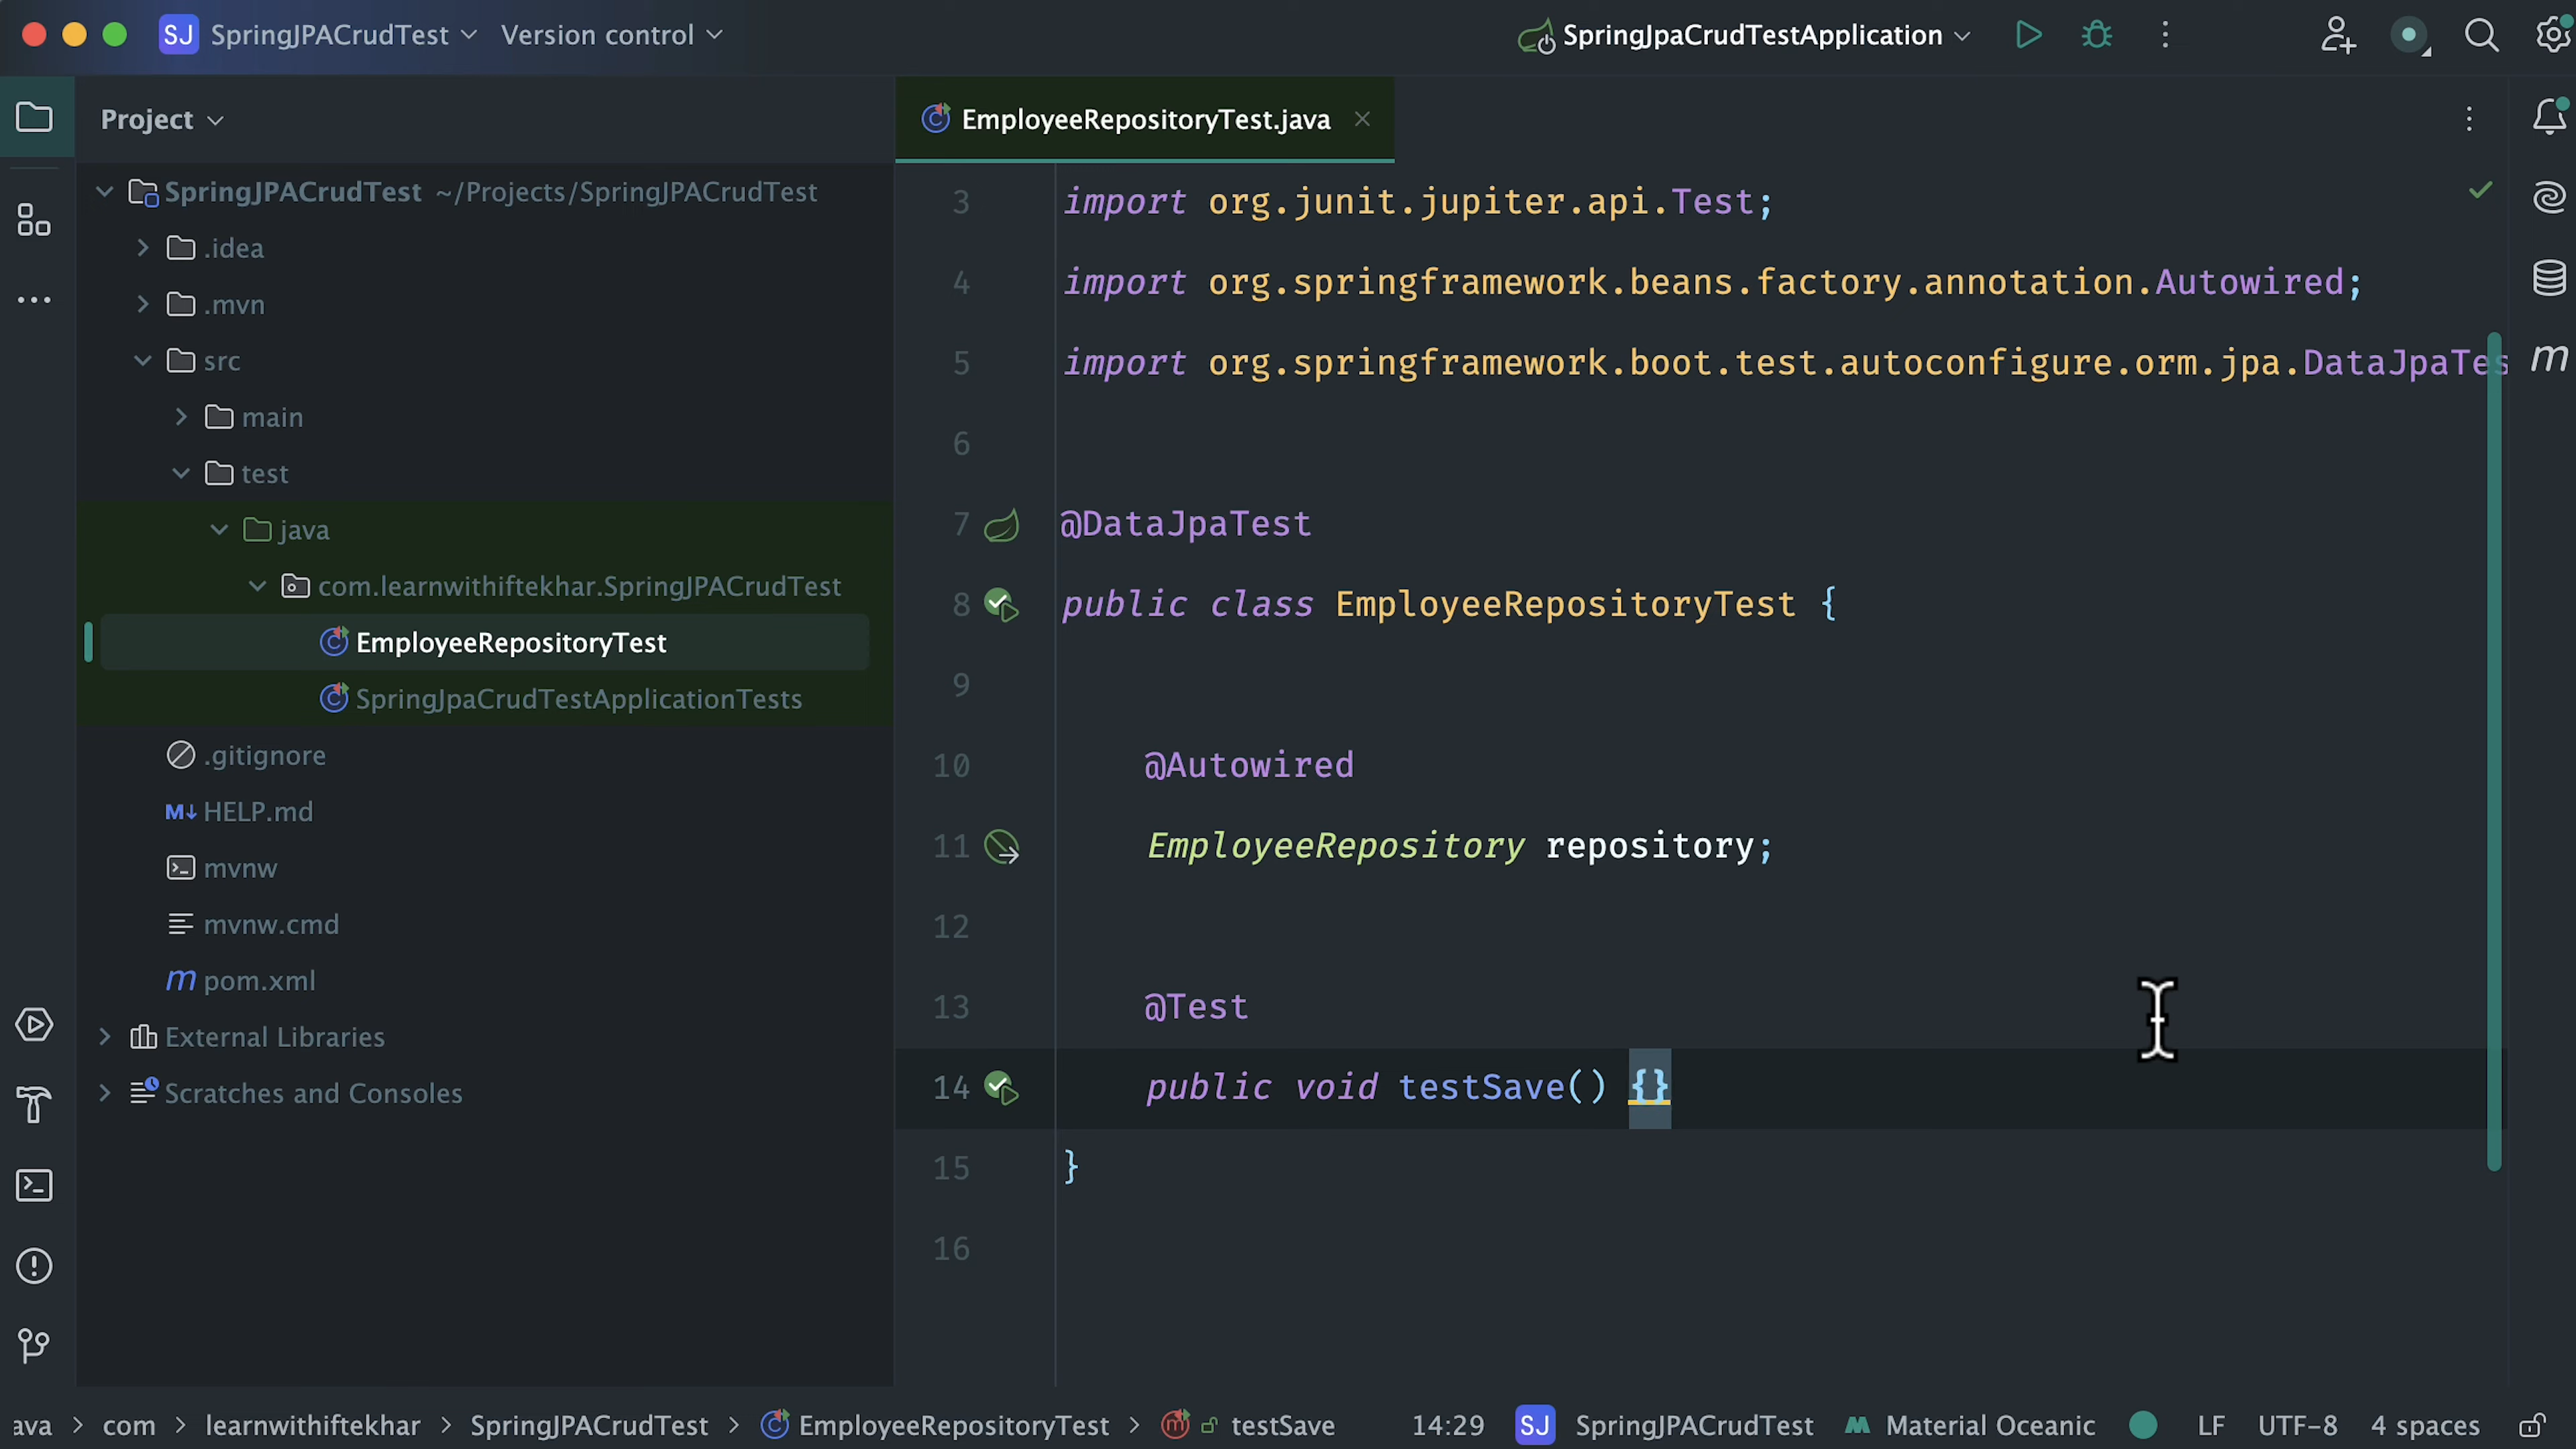 SJ SpringJPACrudTest Version control SpringJpaCrudTestApplication
Project
SpringJPACrudTest ~/Projects/SpringJPACrudTest
.idea
.mvn
src
main
test
java
com.learnwithiftekhar.SpringJPACrudTest
EmployeeRepositoryTest
SpringJpaCrudTestApplicationTests
.gitignore
M↓ HELP.md
mvnw
mvnw.cmd
m pom.xml
External Libraries
Scratches and Consoles
EmployeeRepositoryTest.java
3 import org.junit.jupiter.api.Test;
4 import org.springframework.beans.factory.annotation.Autowired;
5 import org.springframework.boot.test.autoconfigure.orm.jpa.DataJpaTes
6
7 @DataJpaTest
8 public class EmployeeRepositoryTest {
9
10 @Autowired
11 EmployeeRepository repository;
12
13 @Test
14 public void testSave() {}
15 }
16
m
ava > com > learnwithiftekhar > SpringJPACrudTest > EmployeeRepositoryTest > testSave 14:29 SJ SpringJPACrudTest Material Oceanic LF UTF-8 4 spaces